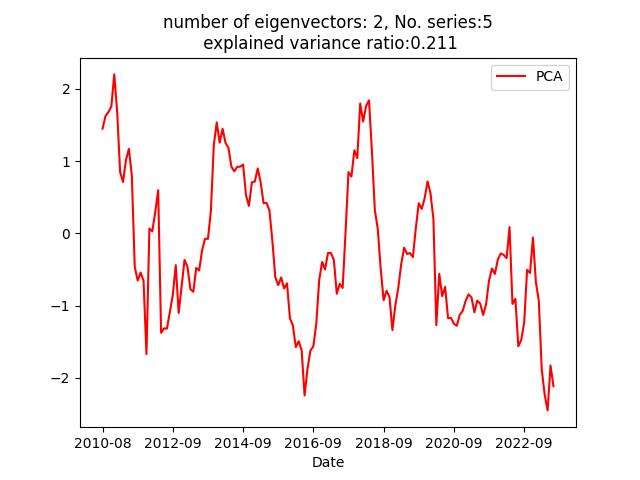 number of eigenvectors: 2, No. series:5
explained variance ratio:0.211
PCA
2
1
0
−1
−2
2010-08 2012-09 2014-09 2016-09 2018-09 2020-09 2022-09
Date